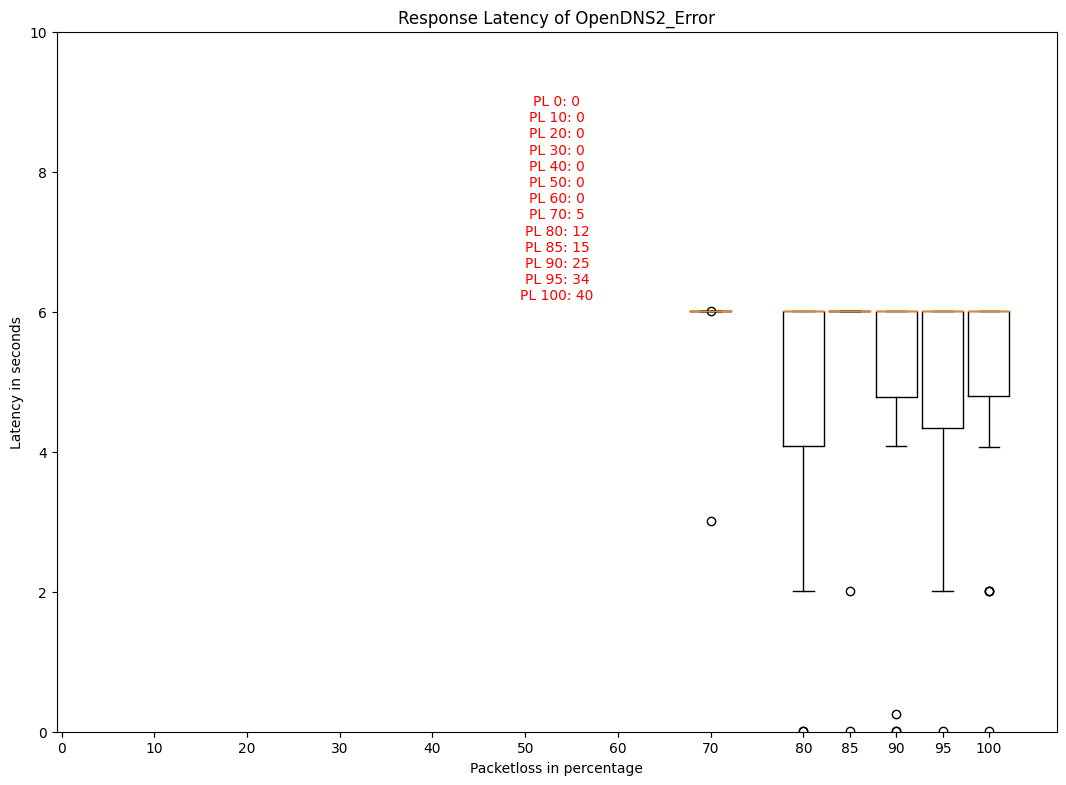 Response Latency of OpenDNS2_Error
10
PL 0: 0
PL 10: 0
PL 20: 0
PL 30: 0
PL 40: 0
PL 50: 0
PL 60: 0
PL 70: 5
PL 80: 12
PL 85: 15
PL 90: 25
PL 95: 34
PL 100: 40
8
6
4
2
0
Latency in seconds
0 10 20 30 40 50 60 70 80 85 90 95 100
Packetloss in percentage